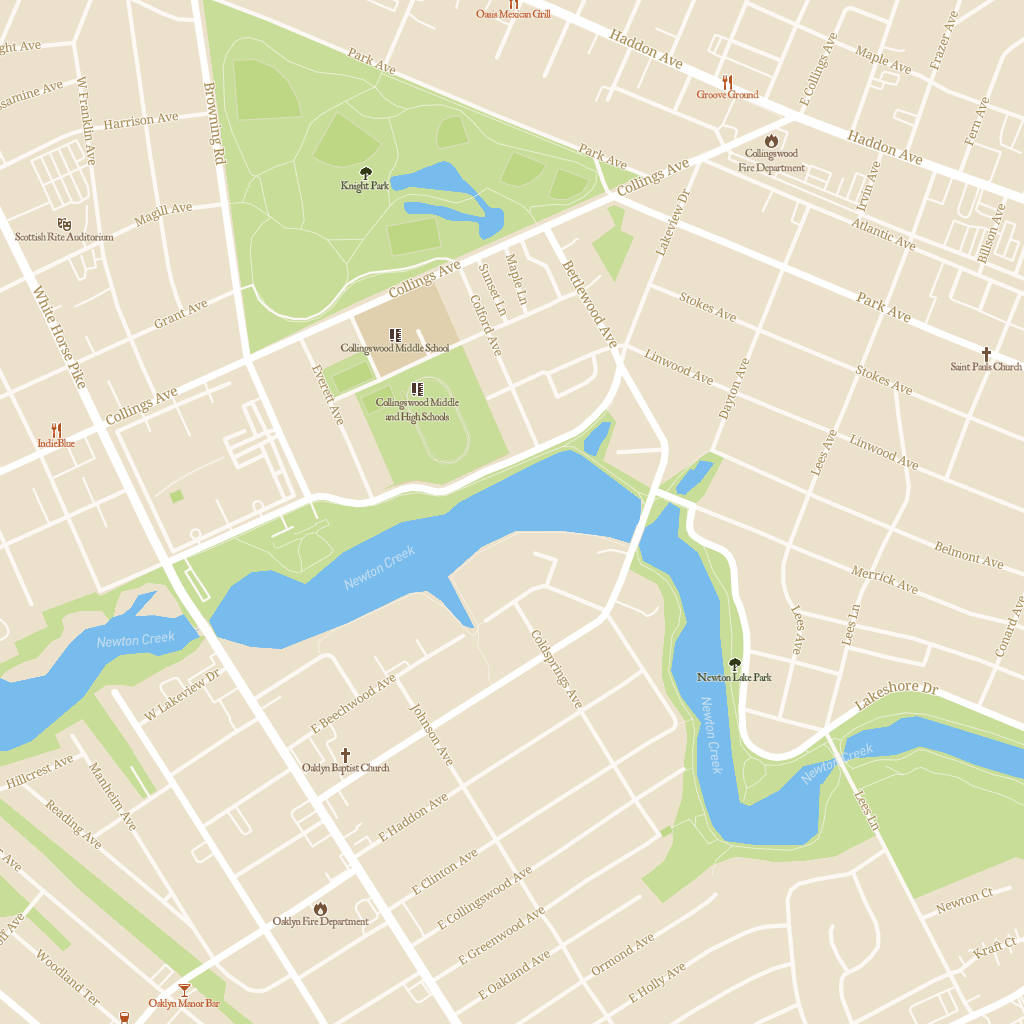 Oasis Mexican Grill
Haddon Ave
Frazer Ave
Park Ave
Maple Ave
E Collings Ave
W Franklin Ave
Groove Ground
Browning Rd
Harrison Ave
Fern Ave
Haddon Ave
Collingswood
Fire Department
Park Ave
Collings Ave
Knight Park
Irvin Ave
Magill Ave
Lakeview Dr
Scottish Rite Auditorium
Atlantic Ave
Billson Ave
Collings Ave
Maple Ln
Sunset Ln
Bettlewood Ave
White Horse Pike
Grant Ave
Stokes Ave
Park Ave
Colford Ave
Collingswood Middle School
Saint Pauls Church
Linwood Ave
Stokes Ave
Everett Ave
Dayton Ave
Collings Ave
Collingswood Middle
and High Schools
IndieBlue
Lees Ave
Linwood Ave
Newton Creek
Belmont Ave
Merrick Ave
Newton Creek
Lees Ave
Lees Ln
Conard Ave
Coldsprings Ave
Newton Lake Park
W Lakeview Dr
E Beechwood Ave
Lakeshore Dr
Johnson Ave
Newton Creek
Newton Creek
Oaklyn Baptist Church
Hillcrest Ave
Manheim Ave
Reading Ave
E Haddon Ave
Lees Ln
E Clinton Ave
E Collingswood Ave
Newton Ct
Oaklyn Fire Department
E Greenwood Ave
Kraft Ct
Woodland Ter
E Oakland Ave
Ormond Ave
E Holly Ave
Oaklyn Manor Bar